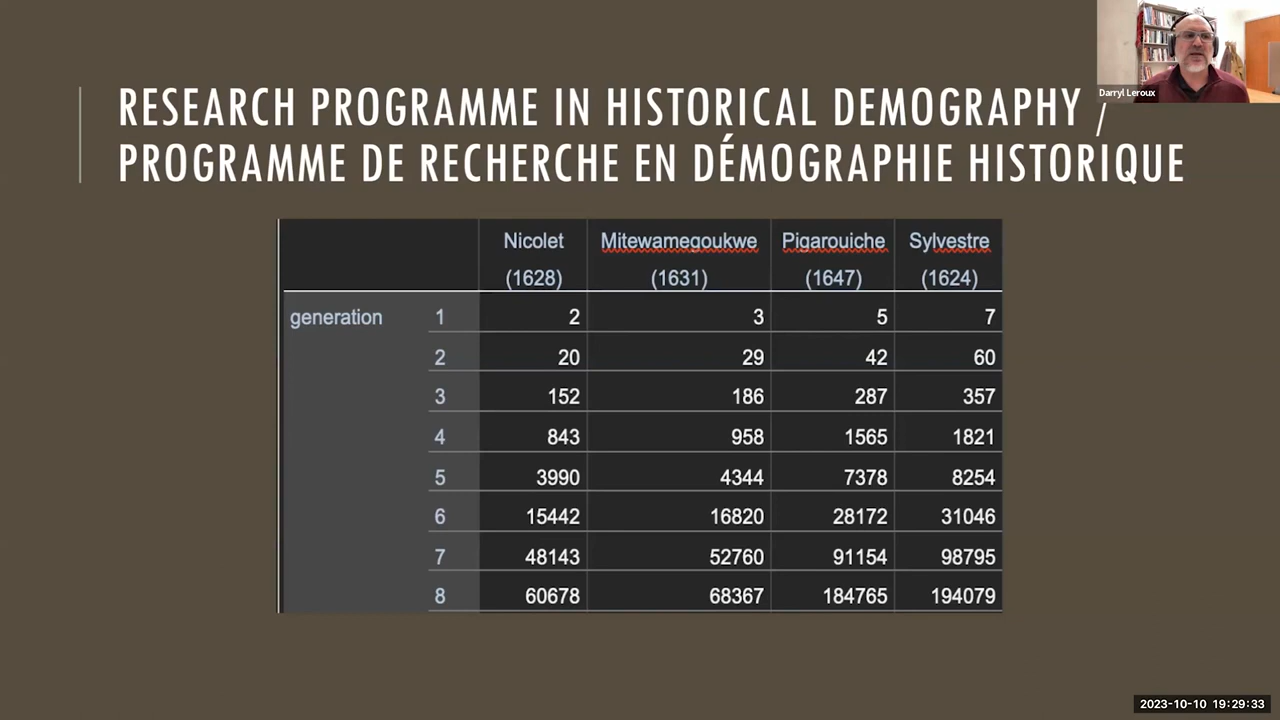 Darryl Leroux
RESEARCH PROGRAMME IN HISTORICAL DEMOGRAPHY /
PROGRAMME DE RECHERCHE EN DÉMOGRAPHIE HISTORIQUE
Nicolet Mitewamegoukwe Pigarouiche Sylvestre
(1628) (1631) (1647) (1624)
generation 1 2 3 5 7
2 20 29 42 60
3 152 186 287 357
4 843 958 1565 1821
5 3990 4344 7378 8254
6 15442 16820 28172 31046
7 48143 52760 91154 98795
8 60678 68367 184765 194079
2023-10-10 19:29:33